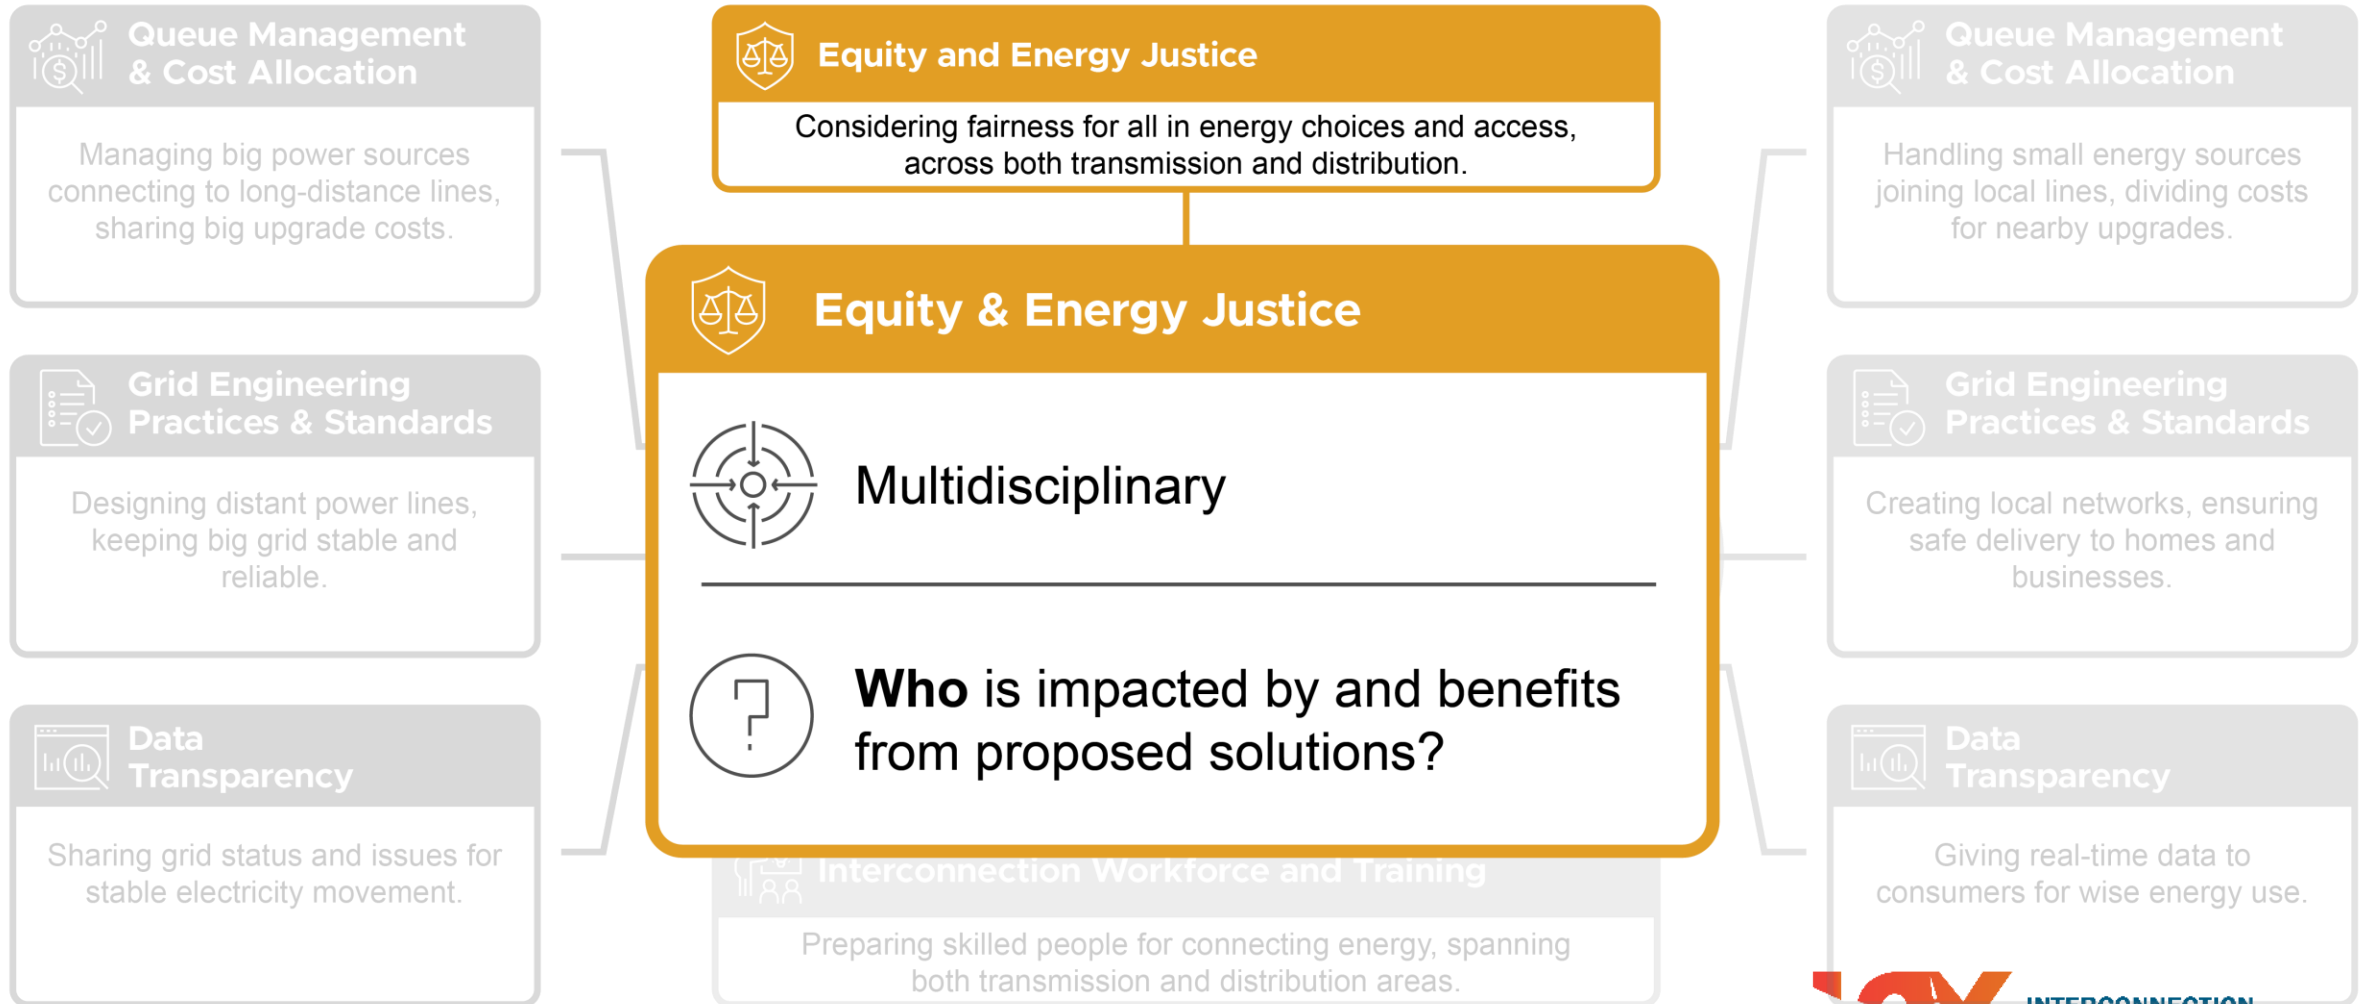 Queue Management
& Cost Allocation
Managing big power sources
connecting to long-distance lines,
sharing big upgrade costs.
Grid Engineering
Practices & Standards
Designing distant power lines,
keeping big grid stable and
reliable.
Data
Transparency
Sharing grid status and issues for
stable electricity movement.
Equity and Energy Justice
Considering fairness for all in energy choices and access,
across both transmission and distribution.
Equity & Energy Justice
Multidisciplinary
Who is impacted by and benefits
from proposed solutions?
Interconnection Workforce and Training
Preparing skilled people for connecting energy, spanning
both transmission and distribution areas.
Queue Management
& Cost Allocation
Handling small energy sources
joining local lines, dividing costs
for nearby upgrades.
Grid Engineering
Practices & Standards
Creating local networks, ensuring
safe delivery to homes and
businesses.
Data
Transparency
Giving real-time data to
consumers for wise energy use.
i2X
INTERCONNECTION